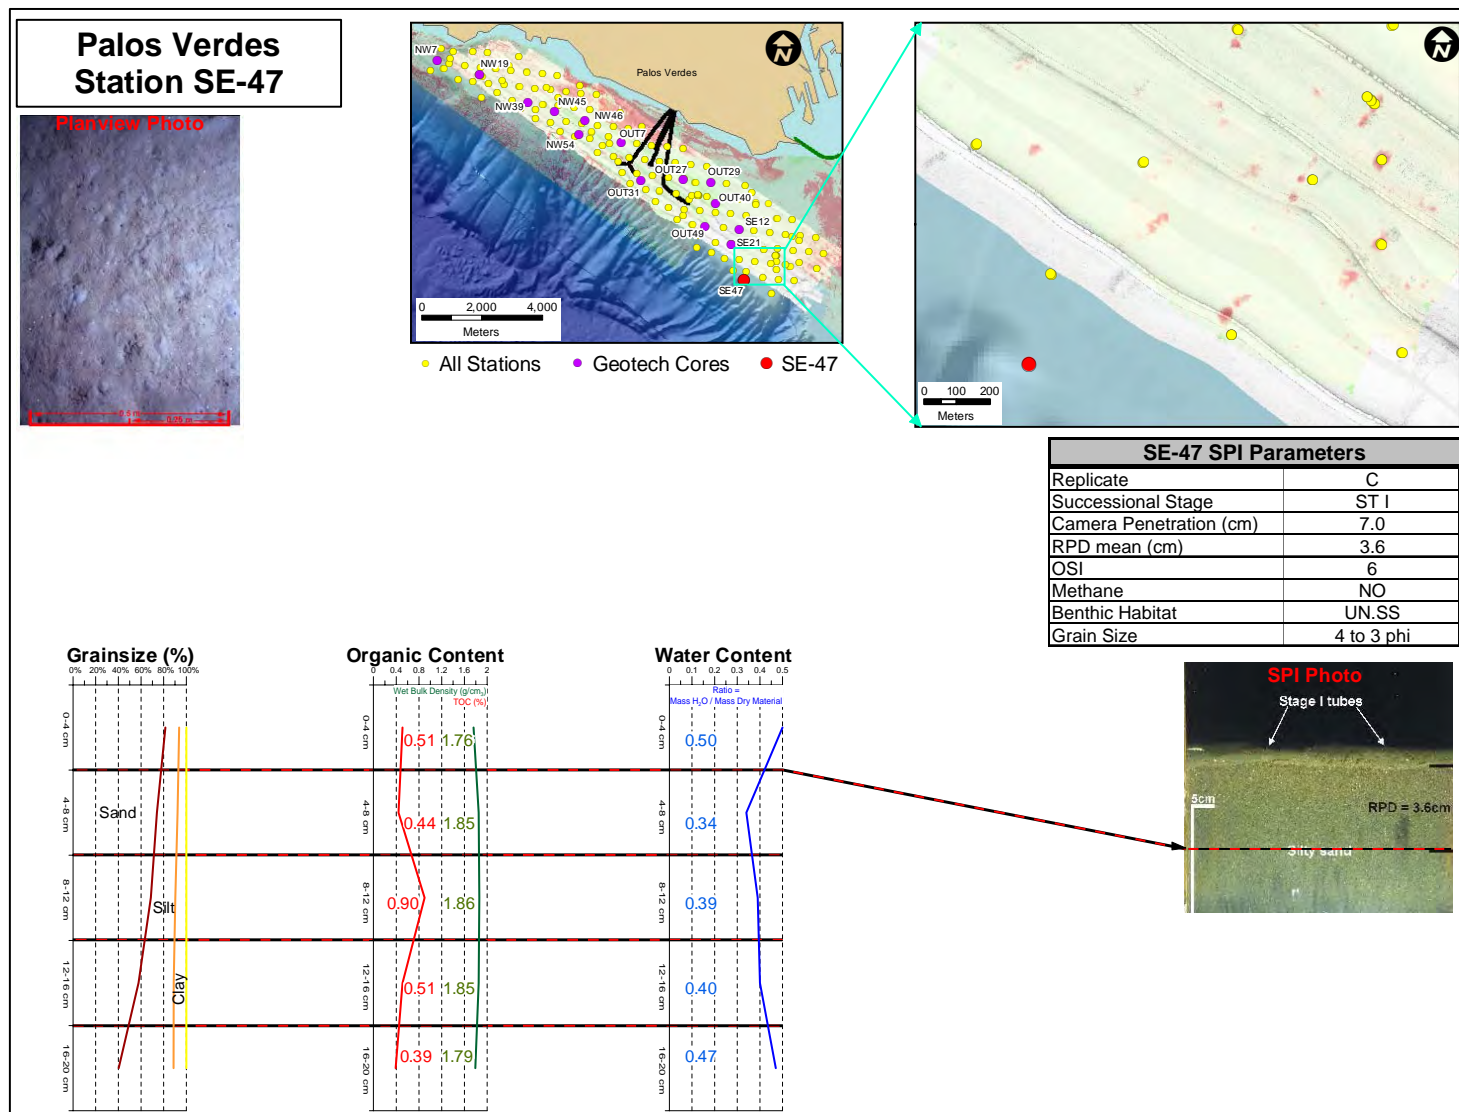 Palos Verdes
Station SE-47
Planview Photo
0.5 m
0.25 m
N
Palos Verdes
NW7
NW19
NW39
NW45
NW46
NW54
OUT7
OUT27
OUT29
OUT31
OUT40
OUT49
SE12
SE21
SE47
0 2,000 4,000
Meters
All Stations Geotech Cores SE-47
N
0 100 200
Meters
SE-47 SPI Parameters
Replicate C
Successional Stage ST I
Camera Penetration (cm) 7.0
RPD mean (cm) 3.6
OSI 6
Methane NO
Benthic Habitat UN.SS
Grain Size 4 to 3 phi
Grainsize (%)
0% 20% 40% 60% 80% 100%
0-4 cm
4-8 cm
8-12 cm
12-16 cm
16-20 cm
Sand
Silt
Clay
Organic Content
0 0.4 0.8 1.2 1.6 2
Wet Bulk Density (g/cm3)
TOC (%)
0-4 cm
4-8 cm
8-12 cm
12-16 cm
16-20 cm
0.51 1.76
0.44 1.85
0.90 1.86
0.51 1.85
0.39 1.79
Water Content
0 0.1 0.2 0.3 0.4 0.5
Ratio =
Mass H2O / Mass Dry Material
0-4 cm
4-8 cm
8-12 cm
12-16 cm
16-20 cm
0.50
0.34
0.39
0.40
0.47
SPI Photo
Stage I tubes
5cm
RPD = 3.6cm
Silty sand